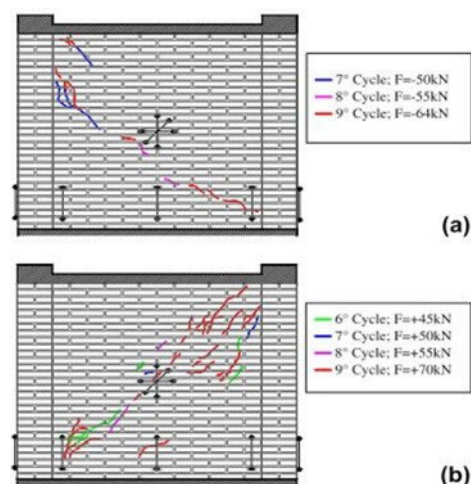 7° Cycle; F=-50kN
8° Cycle; F=-55kN
9° Cycle; F=-64kN
(a)
6° Cycle; F=+45kN
7° Cycle; F=+50kN
8° Cycle; F=+55kN
9° Cycle; F=+70kN
(b)